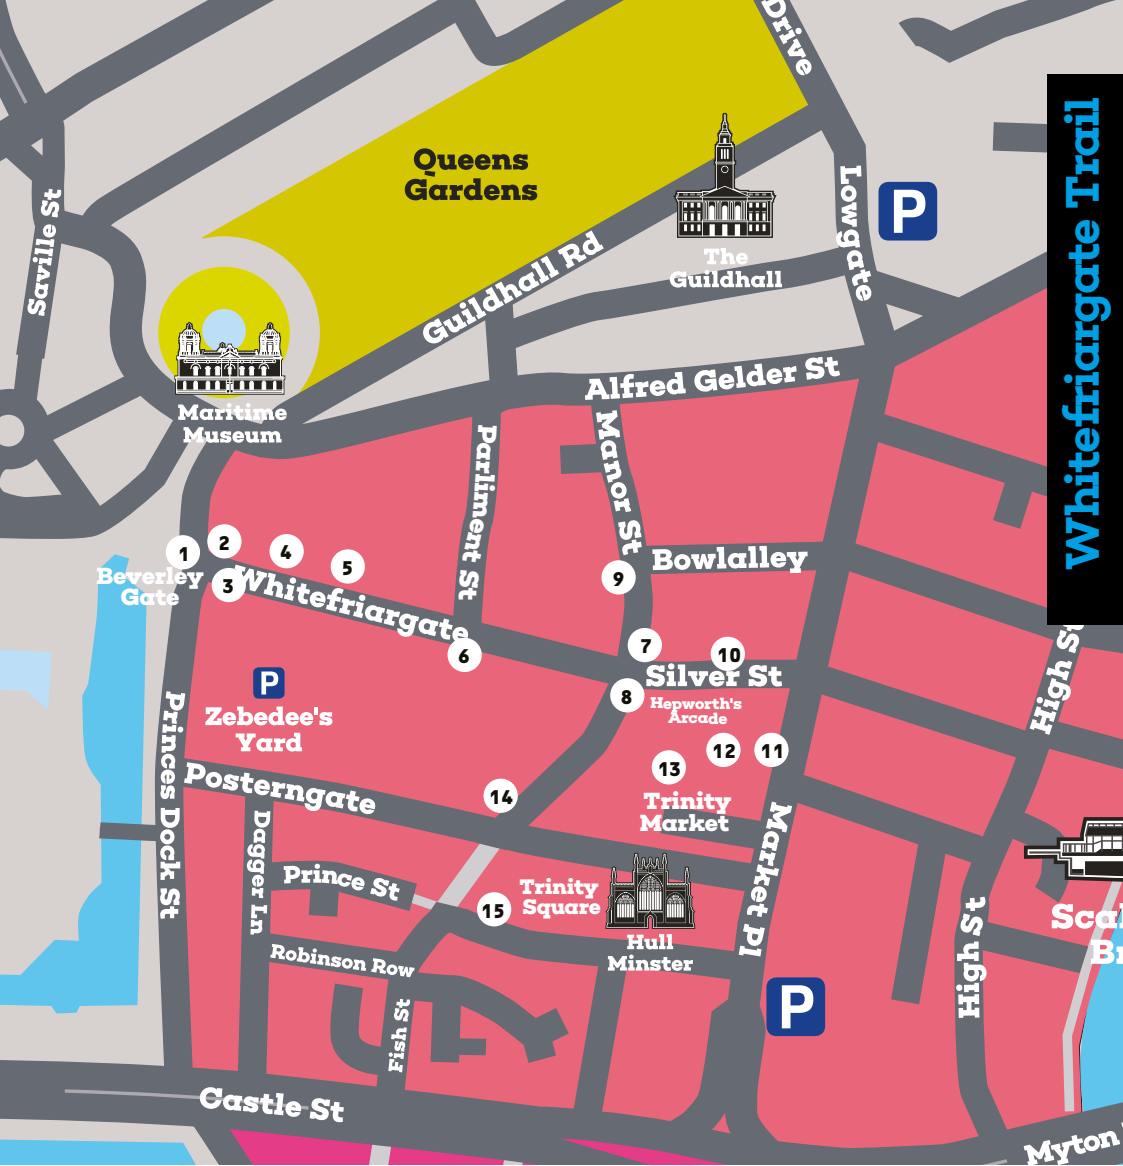 Drive
Whitefriargate Trail
Queens
Gardens
P
Lowgate
Saville St
The
Guildhall
Guildhall Rd
Alfred Gelder St
Maritime
Museum
Manor St
Parliment St
1
2
4
5
Bowlalley
Beverley
Gate
3
Whitefriargate
9
6
7
10
Silver St
High St
8
Hepworth's
Arcade
P
Zebedee's
Yard
Princes Dock St
12
11
13
Posterngate
14
Trinity
Market
Market Pl
Dagger Ln
Prince St
15
Trinity
Square
Hull
Minster
High St
Scal
Br
Robinson Row
Fish St
P
Castle St
Myton